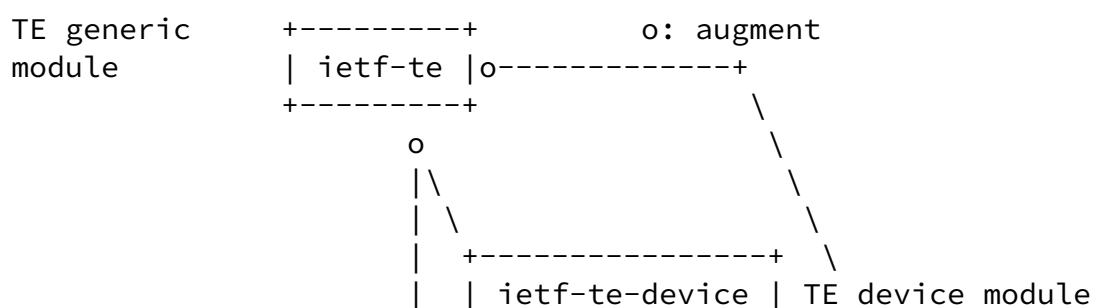 TE generic      +---------+          o: augment
module          | ietf-te |o-------------+
                +---------+               \
                       o                   \
                       |\                   \
                       | \                   \
                       |  +----------------+  \
                       |  | ietf-te-device | TE device module